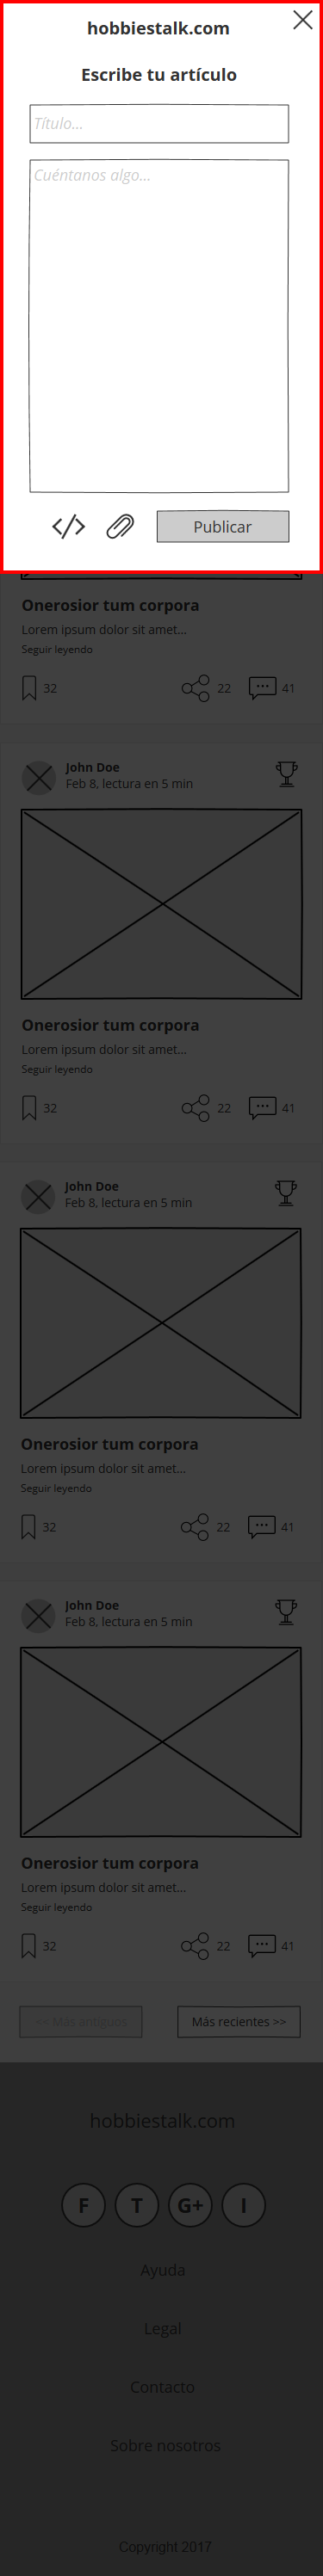 hobbiestalk.com
Escribe tu artículo
Título...
Cuéntanos algo...
</>
Publicar
Onerosior tum corpora
Lorem ipsum dolor sit amet...
Seguir leyendo
32 22 41
John Doe
Feb 8, lectura en 5 min
Onerosior tum corpora
Lorem ipsum dolor sit amet...
Seguir leyendo
32 22 41
John Doe
Feb 8, lectura en 5 min
Onerosior tum corpora
Lorem ipsum dolor sit amet...
Seguir leyendo
32 22 41
John Doe
Feb 8, lectura en 5 min
Onerosior tum corpora
Lorem ipsum dolor sit amet...
Seguir leyendo
32 22 41
<< Más antiguos Más recientes >>
hobbiestalk.com
F T G+ I
Ayuda
Legal
Contacto
Sobre nosotros
Copyright 2017